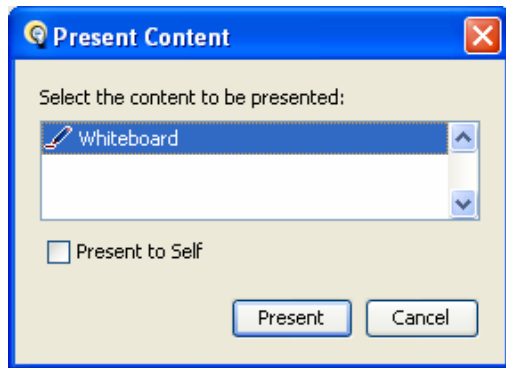 Present Content
Select the content to be presented:
Whiteboard
Present to Self
Present Cancel